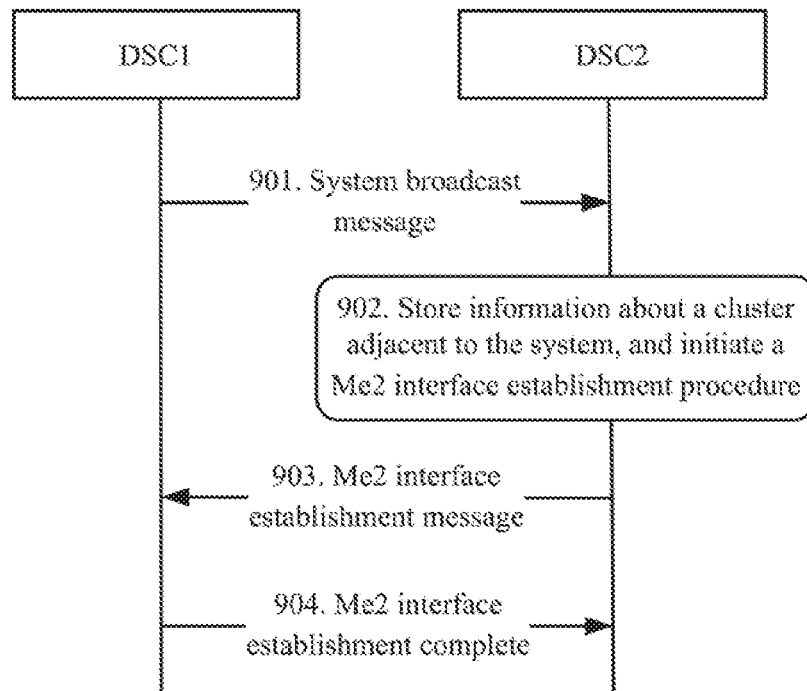 DSC1
DSC2
901. System broadcast
message
902. Store information about a cluster
adjacent to the system, and initiate a
Me2 interface establishment procedure
903. Me2 interface
establishment message
904. Me2 interface
establishment complete